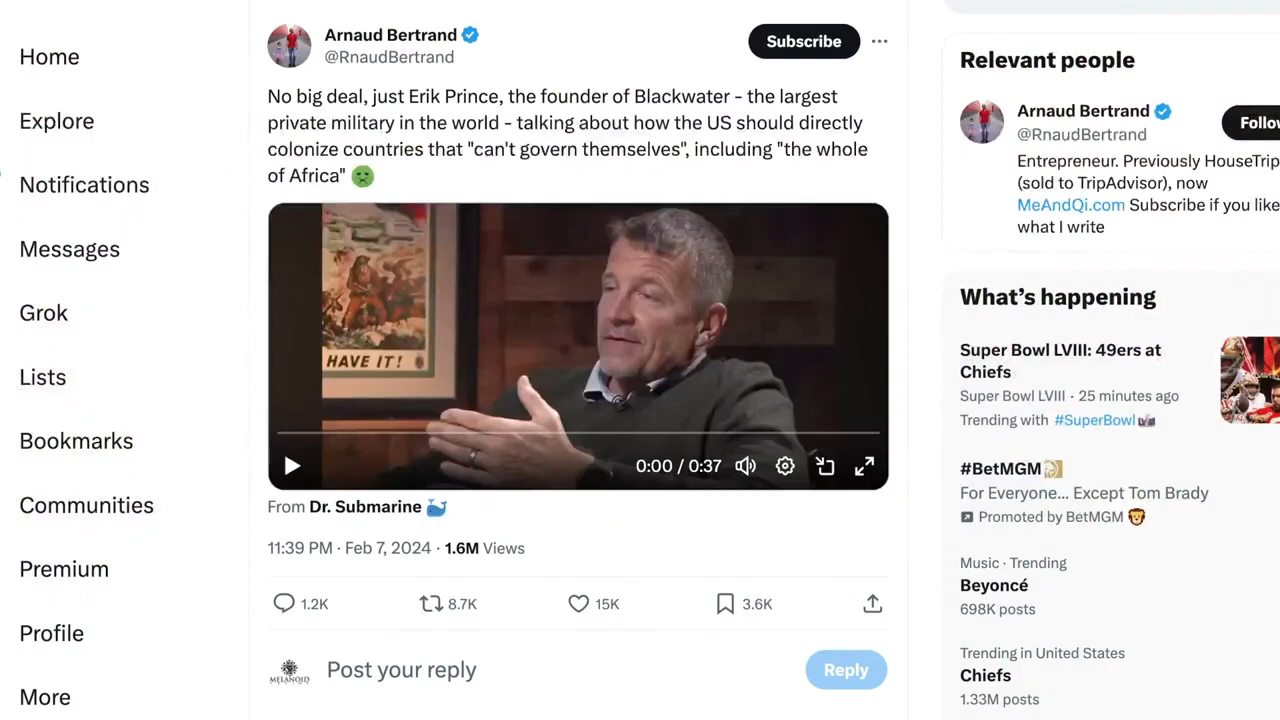 Home
Explore
Notifications
Messages
Grok
Lists
Bookmarks
Communities
Premium
Profile
More
Arnaud Bertrand
@RnaudBertrand
Subscribe
No big deal, just Erik Prince, the founder of Blackwater - the largest
private military in the world - talking about how the US should directly
colonize countries that "can't govern themselves", including "the whole
of Africa" 🤢
HAVE IT!
0:00 / 0:37
From Dr. Submarine 🐳
11:39 PM · Feb 7, 2024 · 1.6M Views
1.2K
8.7K
15K
3.6K
MELANOID
Post your reply
Reply
Relevant people
Arnaud Bertrand
@RnaudBertrand
Follow
Entrepreneur. Previously HouseTrip
(sold to TripAdvisor), now
MeAndQi.com Subscribe if you like
what I write
What's happening
Super Bowl LVIII: 49ers at
Chiefs
Super Bowl LVIII · 25 minutes ago
Trending with #SuperBowl
#BetMGM
For Everyone... Except Tom Brady
Promoted by BetMGM 🦁
Music · Trending
Beyoncé
698K posts
Trending in United States
Chiefs
1.33M posts